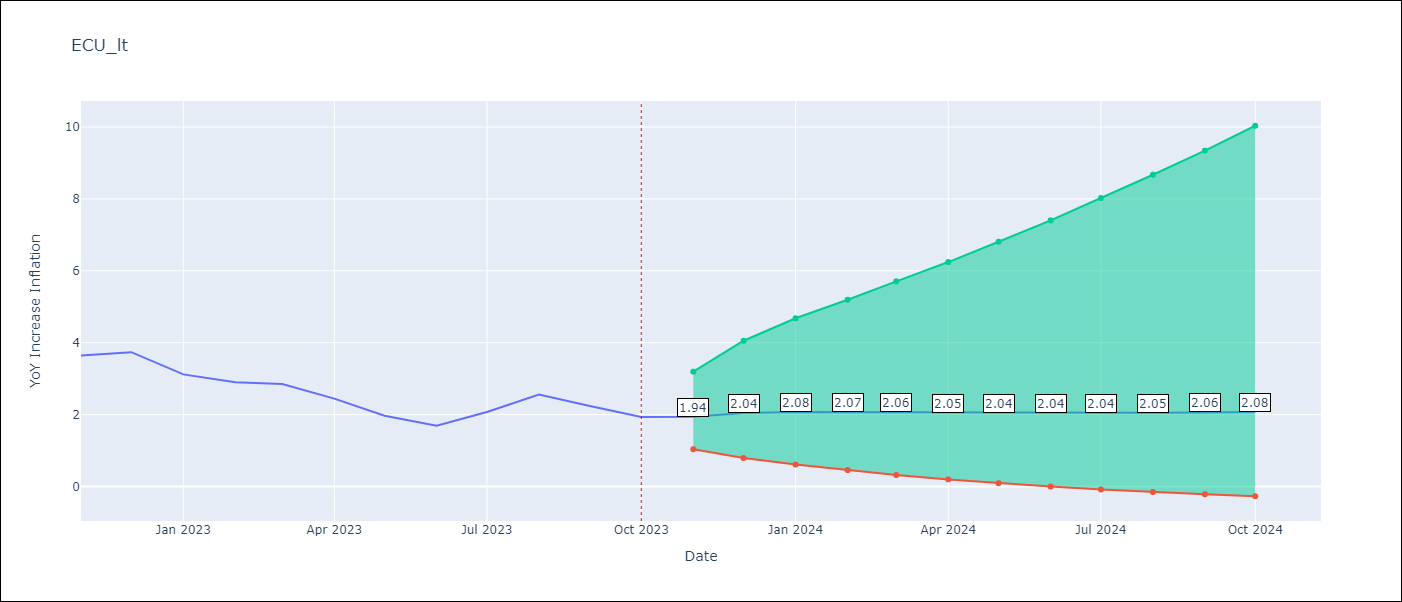 ECU_lt
10
8
6
4
2
0
YoY Increase Inflation
1.94 2.04 2.08 2.07 2.06 2.05 2.04 2.04 2.04 2.05 2.06 2.08
Jan 2023 Apr 2023 Jul 2023 Oct 2023 Jan 2024 Apr 2024 Jul 2024 Oct 2024
Date